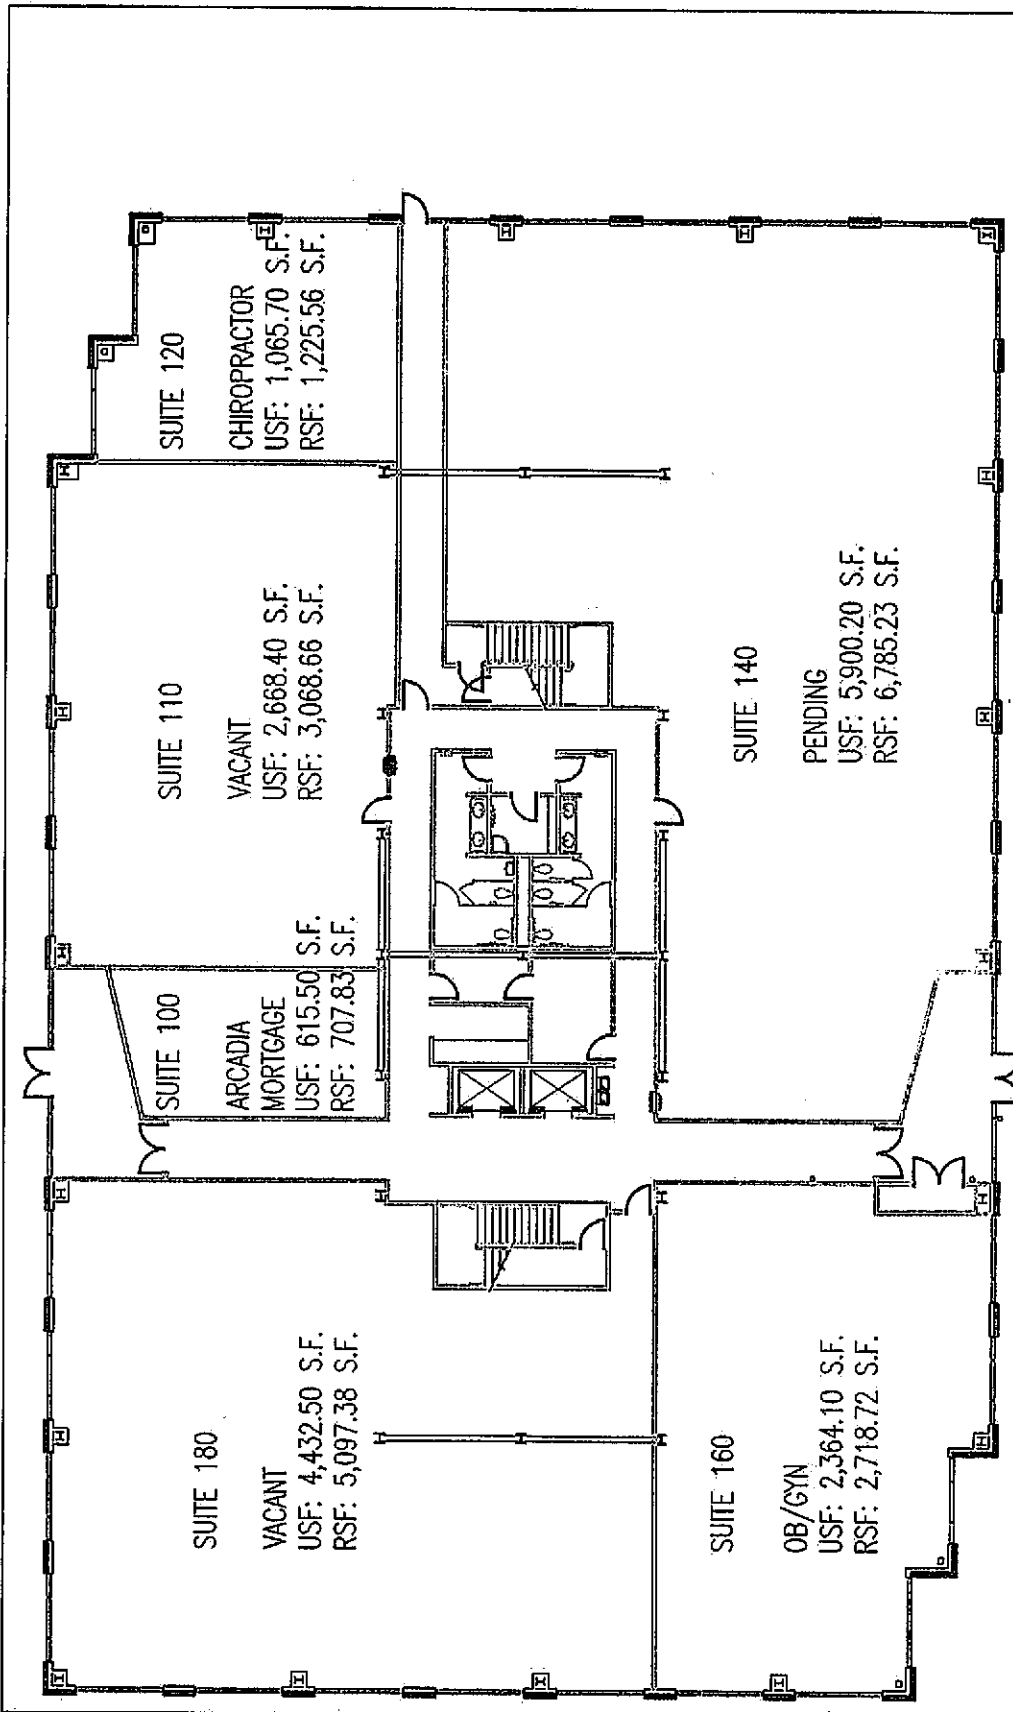 SUITE 180
VACANT
USF: 4,432.50 S.F.
RSF: 5,097.38 S.F.
SUITE 100
ARCADIA
MORTGAGE
USF: 615.50 S.F.
RSF: 707.83 S.F.
SUITE 110
VACANT
USF: 2,668.40 S.F.
RSF: 3,068.66 S.F.
SUITE 120
CHIROPRACTOR
USF: 1,065.70 S.F.
RSF: 1,225.56 S.F.
SUITE 160
OB/GYN
USF: 2,364.10 S.F.
RSF: 2,718.72 S.F.
SUITE 140
PENDING
USF: 5,900.20 S.F.
RSF: 6,785.23 S.F.